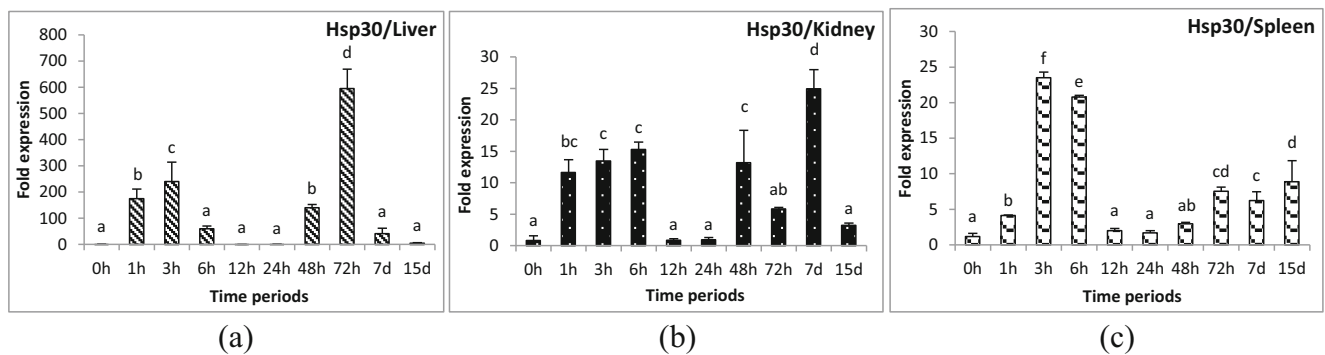 Hsp30/Liver
Fold expression
800
700
600
500
400
300
200
100
0
a
b
c
a
a
a
b
d
a
a
0h 1h 3h 6h 12h 24h 48h 72h 7d 15d
Time periods
(a)
Hsp30/Kidney
Fold expression
30
25
20
15
10
5
0
a
bc
c
c
a
a
c
ab
d
a
0h 1h 3h 6h 12h 24h 48h 72h 7d 15d
Time periods
(b)
Hsp30/Spleen
Fold expression
30
25
20
15
10
5
0
a
b
f
e
a
a
ab
cd
c
d
0h 1h 3h 6h 12h 24h 48h 72h 7d 15d
Time periods
(c)